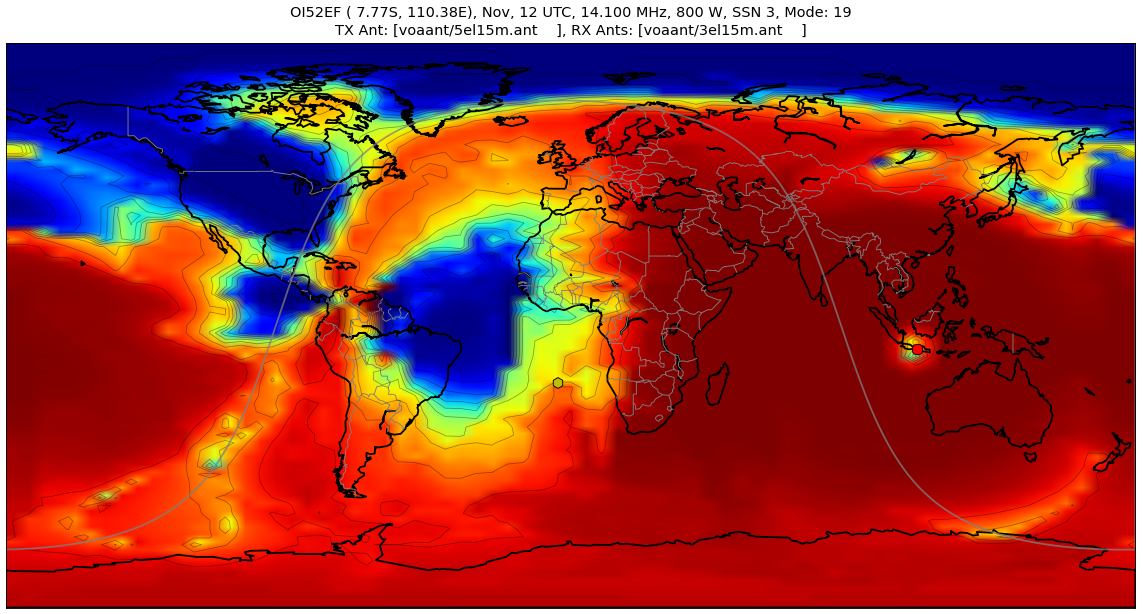 OI52EF ( 7.77S, 110.38E), Nov, 12 UTC, 14.100 MHz, 800 W, SSN 3, Mode: 19
TX Ant: [voaant/5el15m.ant    ], RX Ants: [voaant/3el15m.ant    ]